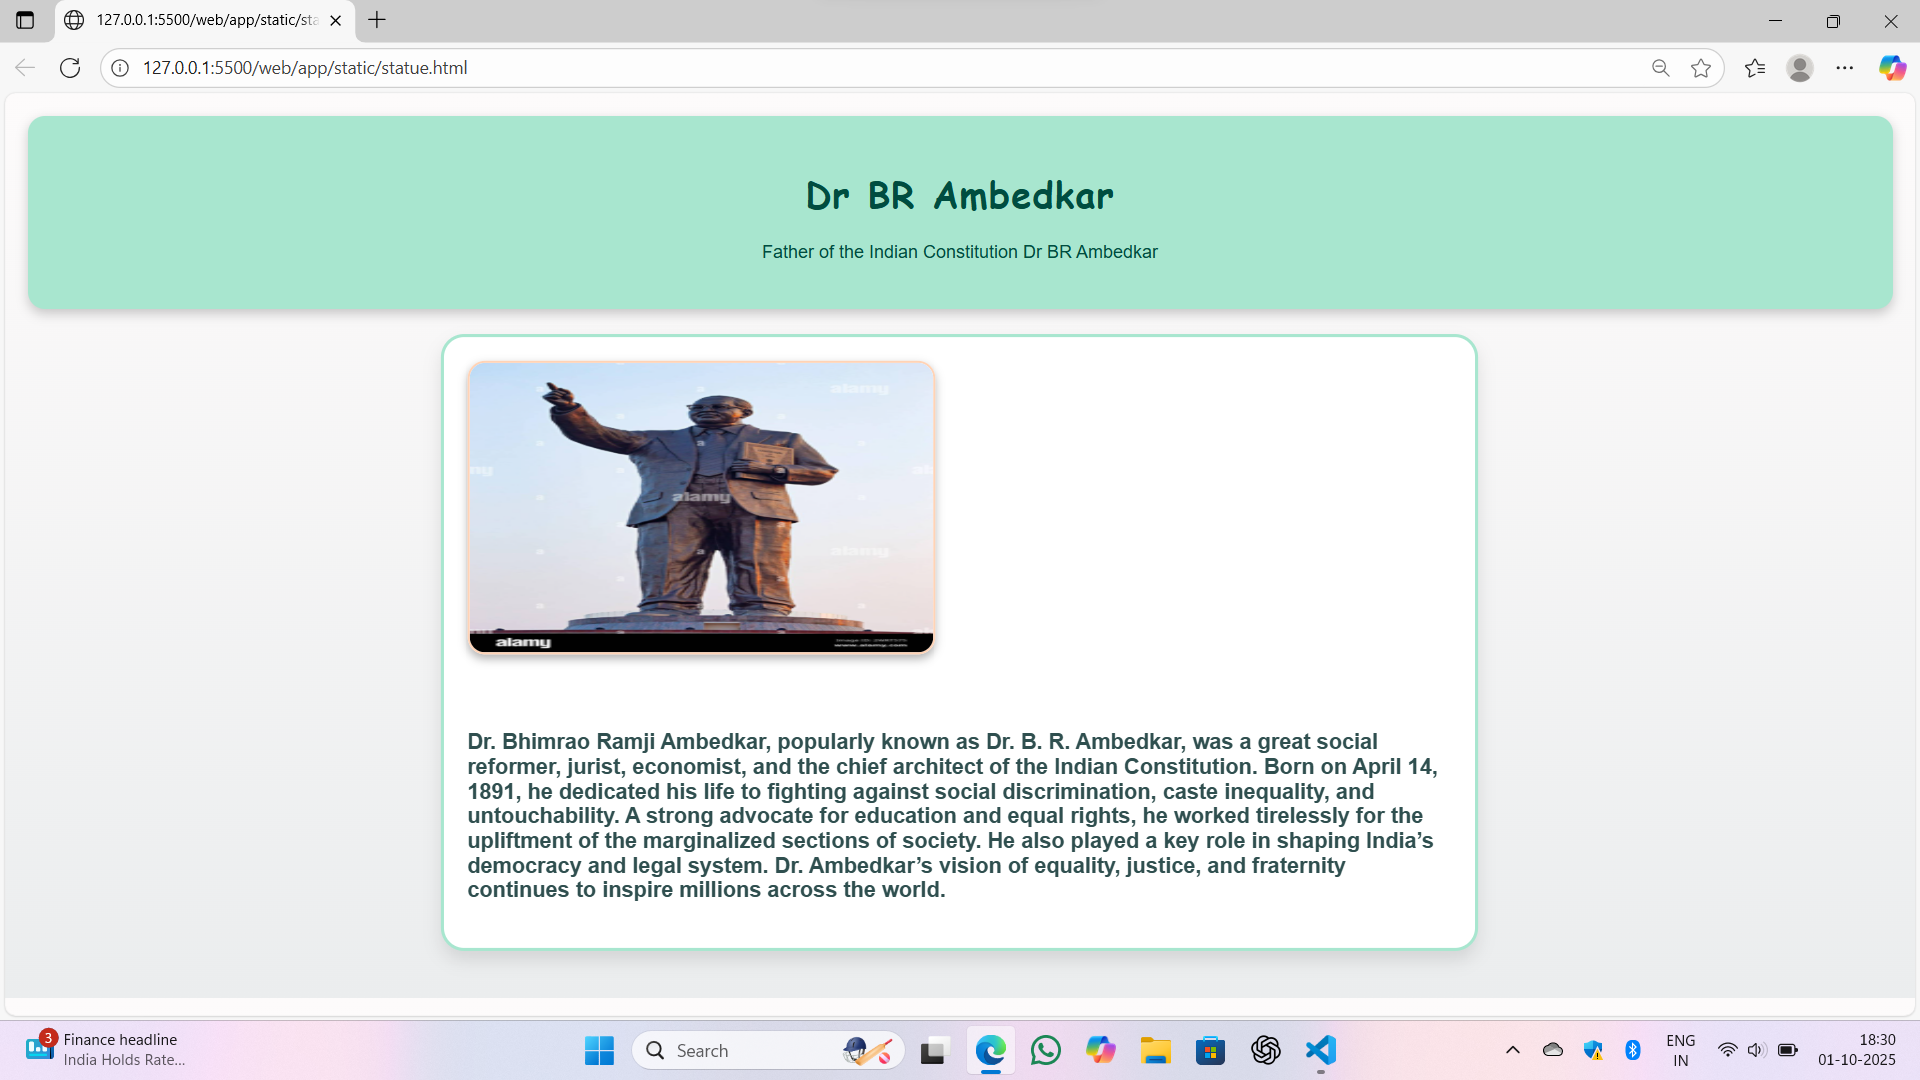 127.0.0.1:5500/web/app/static/sta
127.0.0.1:5500/web/app/static/statue.html
Dr BR Ambedkar
Father of the Indian Constitution Dr BR Ambedkar
alamy
alamy
alamy
alamy
www.alamy.com
Dr. Bhimrao Ramji Ambedkar, popularly known as Dr. B. R. Ambedkar, was a great social
reformer, jurist, economist, and the chief architect of the Indian Constitution. Born on April 14,
1891, he dedicated his life to fighting against social discrimination, caste inequality, and
untouchability. A strong advocate for education and equal rights, he worked tirelessly for the
upliftment of the marginalized sections of society. He also played a key role in shaping India’s
democracy and legal system. Dr. Ambedkar’s vision of equality, justice, and fraternity
continues to inspire millions across the world.
3
Finance headline
India Holds Rate...
Search
ENG
IN
18:30
01-10-2025